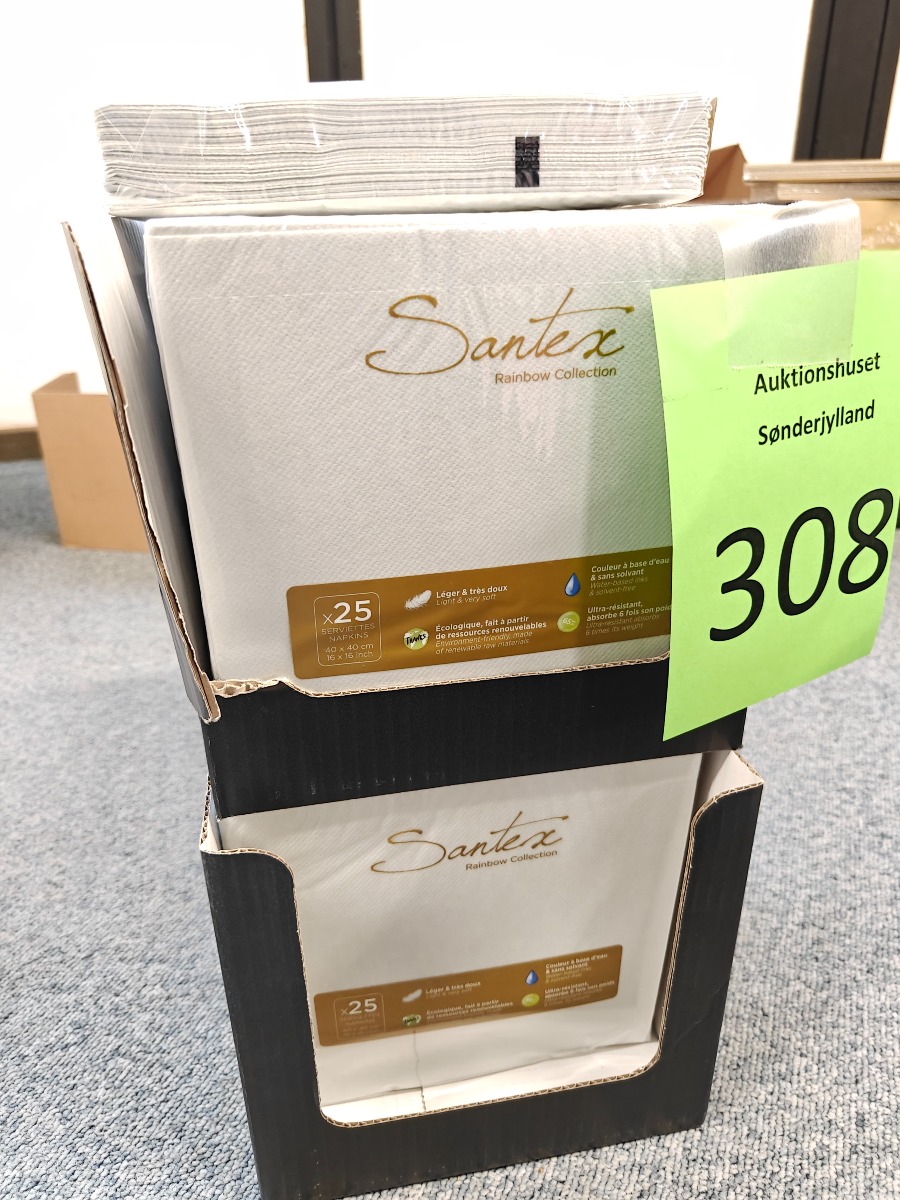 Santex
Rainbow Collection
Auktionshuset
Sønderjylland
308
x25
SERVIETTES
NAPKINS
40 x 40 cm
16 x 16 inch
Léger & très doux
Light & very soft
Écologique, fait à partir
de ressources renouvelables
Environment-friendly, made
of renewable raw materials
Couleur à base d'eau
& sans solvant
Water-based inks
& solvent-free
Ultra-résistant,
absorbe 6 fois son poids
Ultraresistant absorbs
6 times its weight
Santex
Rainbow Collection
x25
Léger & très doux
Light & very soft
Écologique, fait à partir
de ressources renouvelables
Couleur à base d'eau
& sans solvant
Ultra-résistant,
absorbe 6 fois son poids